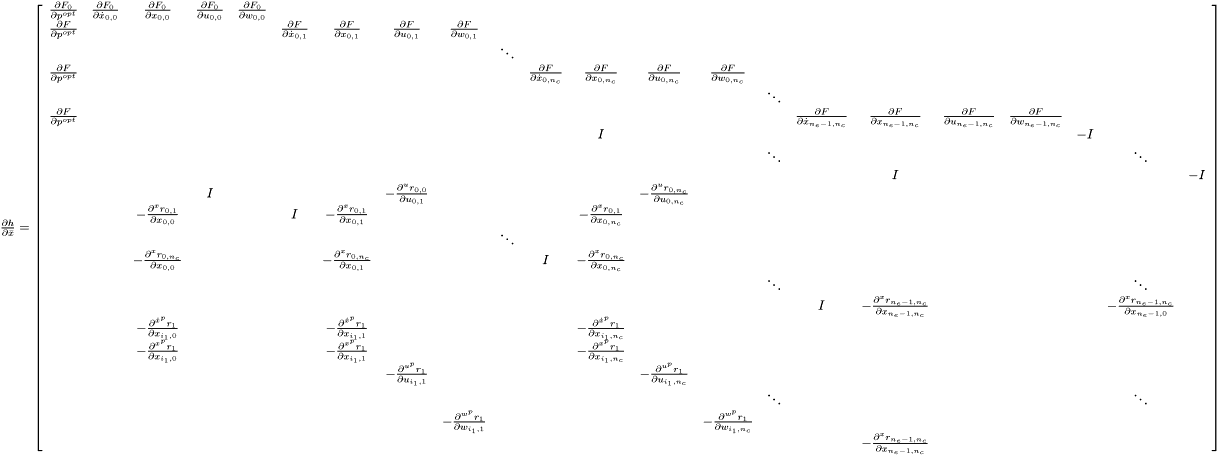 \frac{\partial F_0}{\partial p^{opt}} \frac{\partial F_0}{\partial \dot{x}_{0,0}} \frac{\partial F_0}{\partial x_{0,0}} \frac{\partial F_0}{\partial u_{0,0}} \frac{\partial F_0}{\partial w_{0,0}}
\frac{\partial F}{\partial p^{opt}} \frac{\partial F}{\partial \dot{x}_{0,1}} \frac{\partial F}{\partial x_{0,1}} \frac{\partial F}{\partial u_{0,1}} \frac{\partial F}{\partial w_{0,1}}
⋱
\frac{\partial F}{\partial p^{opt}} \frac{\partial F}{\partial \dot{x}_{0,n_c}} \frac{\partial F}{\partial x_{0,n_c}} \frac{\partial F}{\partial u_{0,n_c}} \frac{\partial F}{\partial w_{0,n_c}}
⋱
\frac{\partial F}{\partial p^{opt}} \frac{\partial F}{\partial \dot{x}_{n_e-1,n_c}} \frac{\partial F}{\partial x_{n_e-1,n_c}} \frac{\partial F}{\partial u_{n_e-1,n_c}} \frac{\partial F}{\partial w_{n_e-1,n_c}}
I -I
⋱ ⋱
I -I
I -\frac{\partial ^u r_{0,0}}{\partial u_{0,1}} -\frac{\partial ^u r_{0,n_c}}{\partial u_{0,n_c}}
-\frac{\partial ^x r_{0,1}}{\partial x_{0,0}} I -\frac{\partial ^x r_{0,1}}{\partial x_{0,1}} -\frac{\partial ^x r_{0,1}}{\partial x_{0,n_c}}
\frac{\partial h}{\partial \bar{x}} =
⋱
-\frac{\partial ^x r_{0,n_c}}{\partial x_{0,0}} -\frac{\partial ^x r_{0,n_c}}{\partial x_{0,1}} I -\frac{\partial ^x r_{0,n_c}}{\partial x_{0,n_c}}
⋱ ⋱
I -\frac{\partial ^x r_{n_e-1,n_c}}{\partial x_{n_e-1,n_c}} -\frac{\partial ^x r_{n_e-1,n_c}}{\partial x_{n_e-1,0}}
-\frac{\partial ^{\dot{x}^p} r_1}{\partial x_{i_1,0}} -\frac{\partial ^{\dot{x}^p} r_1}{\partial x_{i_1,1}} -\frac{\partial ^{\dot{x}^p} r_1}{\partial x_{i_1,n_c}}
-\frac{\partial ^{x^p} r_1}{\partial x_{i_1,0}} -\frac{\partial ^{x^p} r_1}{\partial x_{i_1,1}} -\frac{\partial ^{x^p} r_1}{\partial x_{i_1,n_c}}
-\frac{\partial ^{u^p} r_1}{\partial u_{i_1,1}} -\frac{\partial ^{u^p} r_1}{\partial u_{i_1,n_c}}
⋱ ⋱
-\frac{\partial ^{w^p} r_1}{\partial w_{i_1,1}} -\frac{\partial ^{w^p} r_1}{\partial w_{i_1,n_c}}
-\frac{\partial ^x r_{n_e-1,n_c}}{\partial x_{n_e-1,n_c}}